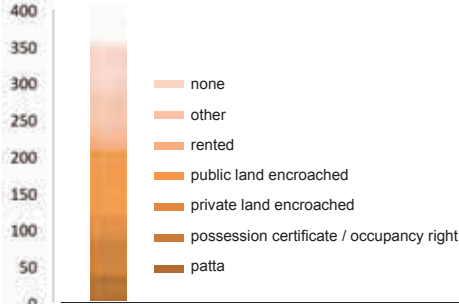 400
350
300
250
200
150
100
50
0
none
other
rented
public land encroached
private land encroached
possession certificate / occupancy right
patta